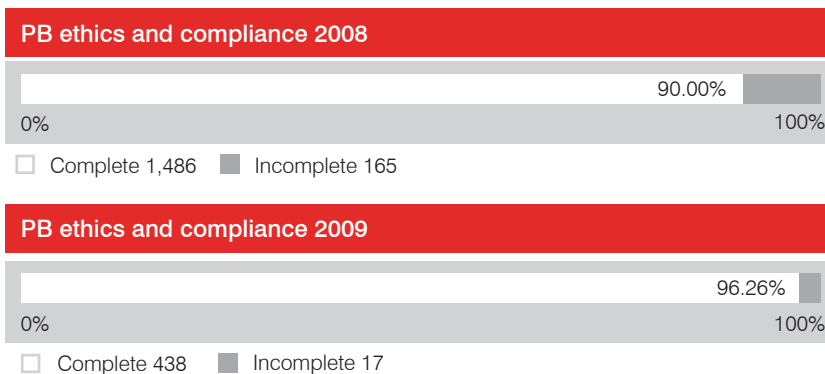 PB ethics and compliance 2008
90.00%
0% 100%
Complete 1,486 Incomplete 165
PB ethics and compliance 2009
96.26%
0% 100%
Complete 438 Incomplete 17